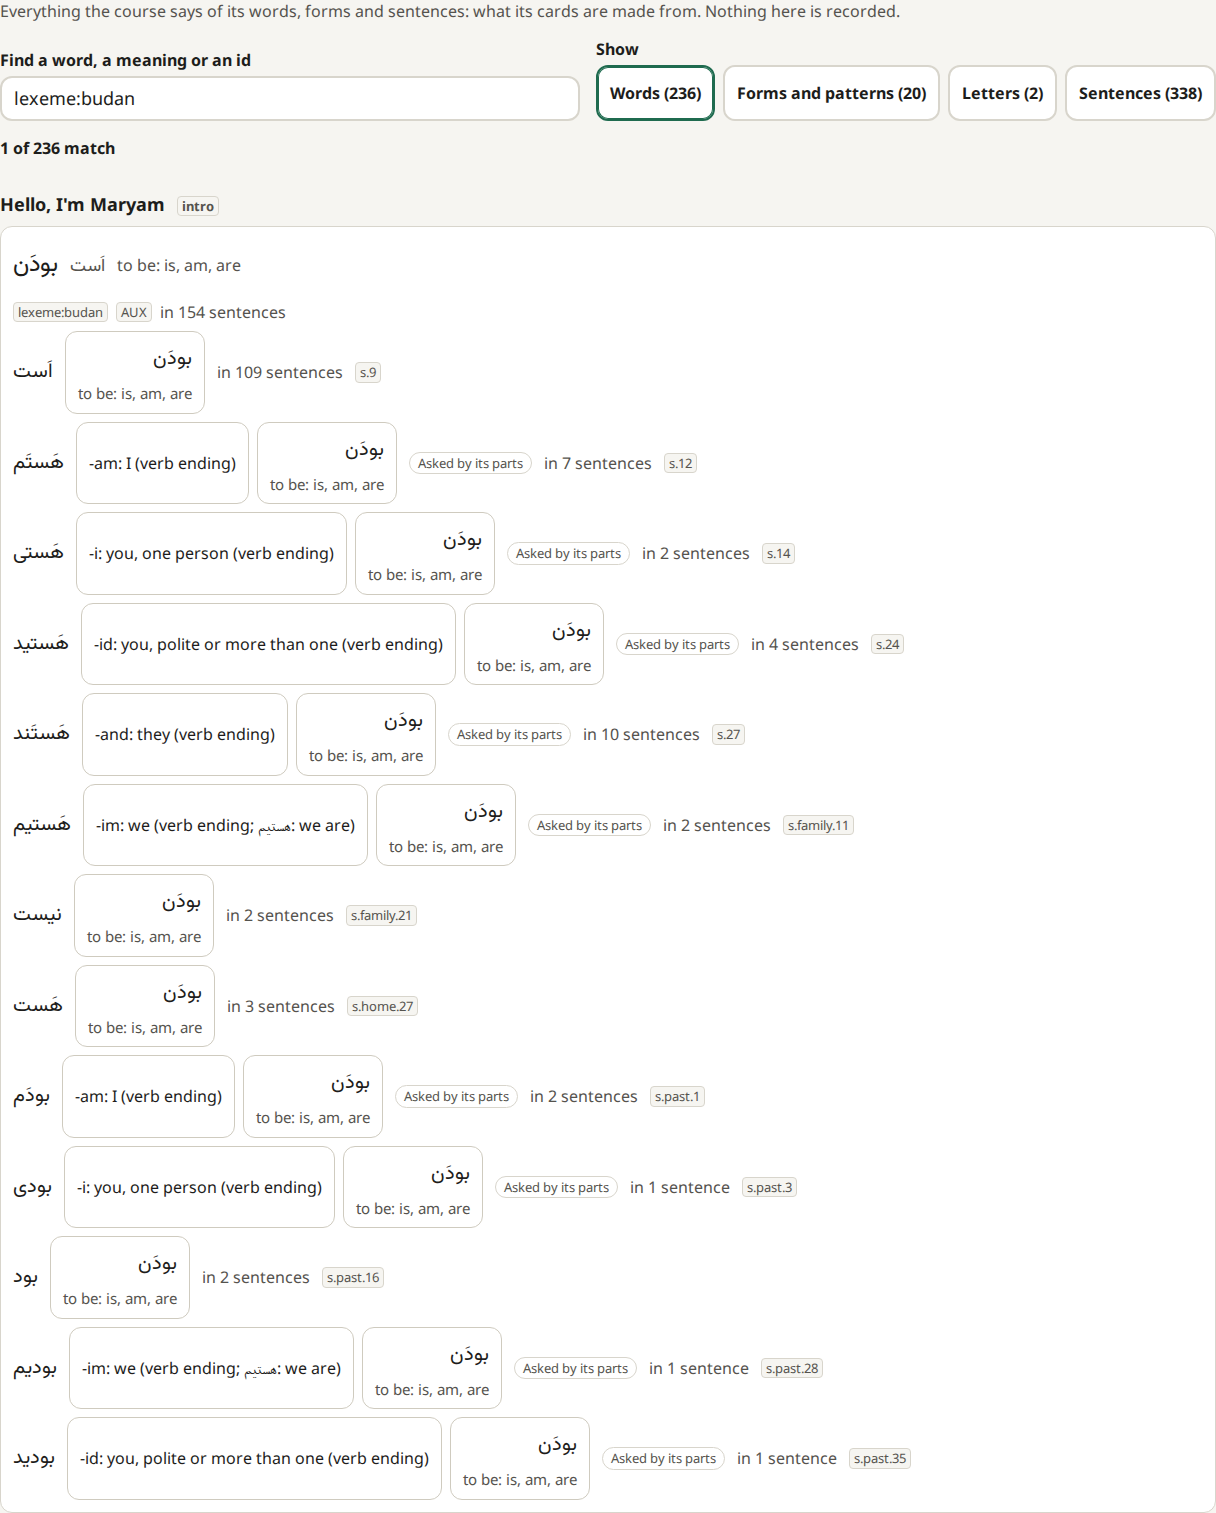 Everything the course says of its words, forms and sentences: what its cards are made from. Nothing here is recorded.
Find a word, a meaning or an id
lexeme:budan
Show
Words (236) Forms and patterns (20) Letters (2) Sentences (338)
1 of 236 match
Hello, I'm Maryam intro
بودَن اَست to be: is, am, are
lexeme:budan AUX in 154 sentences
اَست بودَن to be: is, am, are in 109 sentences s.9
هَستَم -am: I (verb ending) بودَن to be: is, am, are Asked by its parts in 7 sentences s.12
هَستی -i: you, one person (verb ending) بودَن to be: is, am, are Asked by its parts in 2 sentences s.14
هَستید -id: you, polite or more than one (verb ending) بودَن to be: is, am, are Asked by its parts in 4 sentences s.24
هَستَند -and: they (verb ending) بودَن to be: is, am, are Asked by its parts in 10 sentences s.27
هَستیم -im: we (verb ending; هستیم: we are) بودَن to be: is, am, are Asked by its parts in 2 sentences s.family.11
نیست بودَن to be: is, am, are in 2 sentences s.family.21
هَست بودَن to be: is, am, are in 3 sentences s.home.27
بودَم -am: I (verb ending) بودَن to be: is, am, are Asked by its parts in 2 sentences s.past.1
بودی -i: you, one person (verb ending) بودَن to be: is, am, are Asked by its parts in 1 sentence s.past.3
بود بودَن to be: is, am, are in 2 sentences s.past.16
بودیم -im: we (verb ending; هستیم: we are) بودَن to be: is, am, are Asked by its parts in 1 sentence s.past.28
بودید -id: you, polite or more than one (verb ending) بودَن to be: is, am, are Asked by its parts in 1 sentence s.past.35